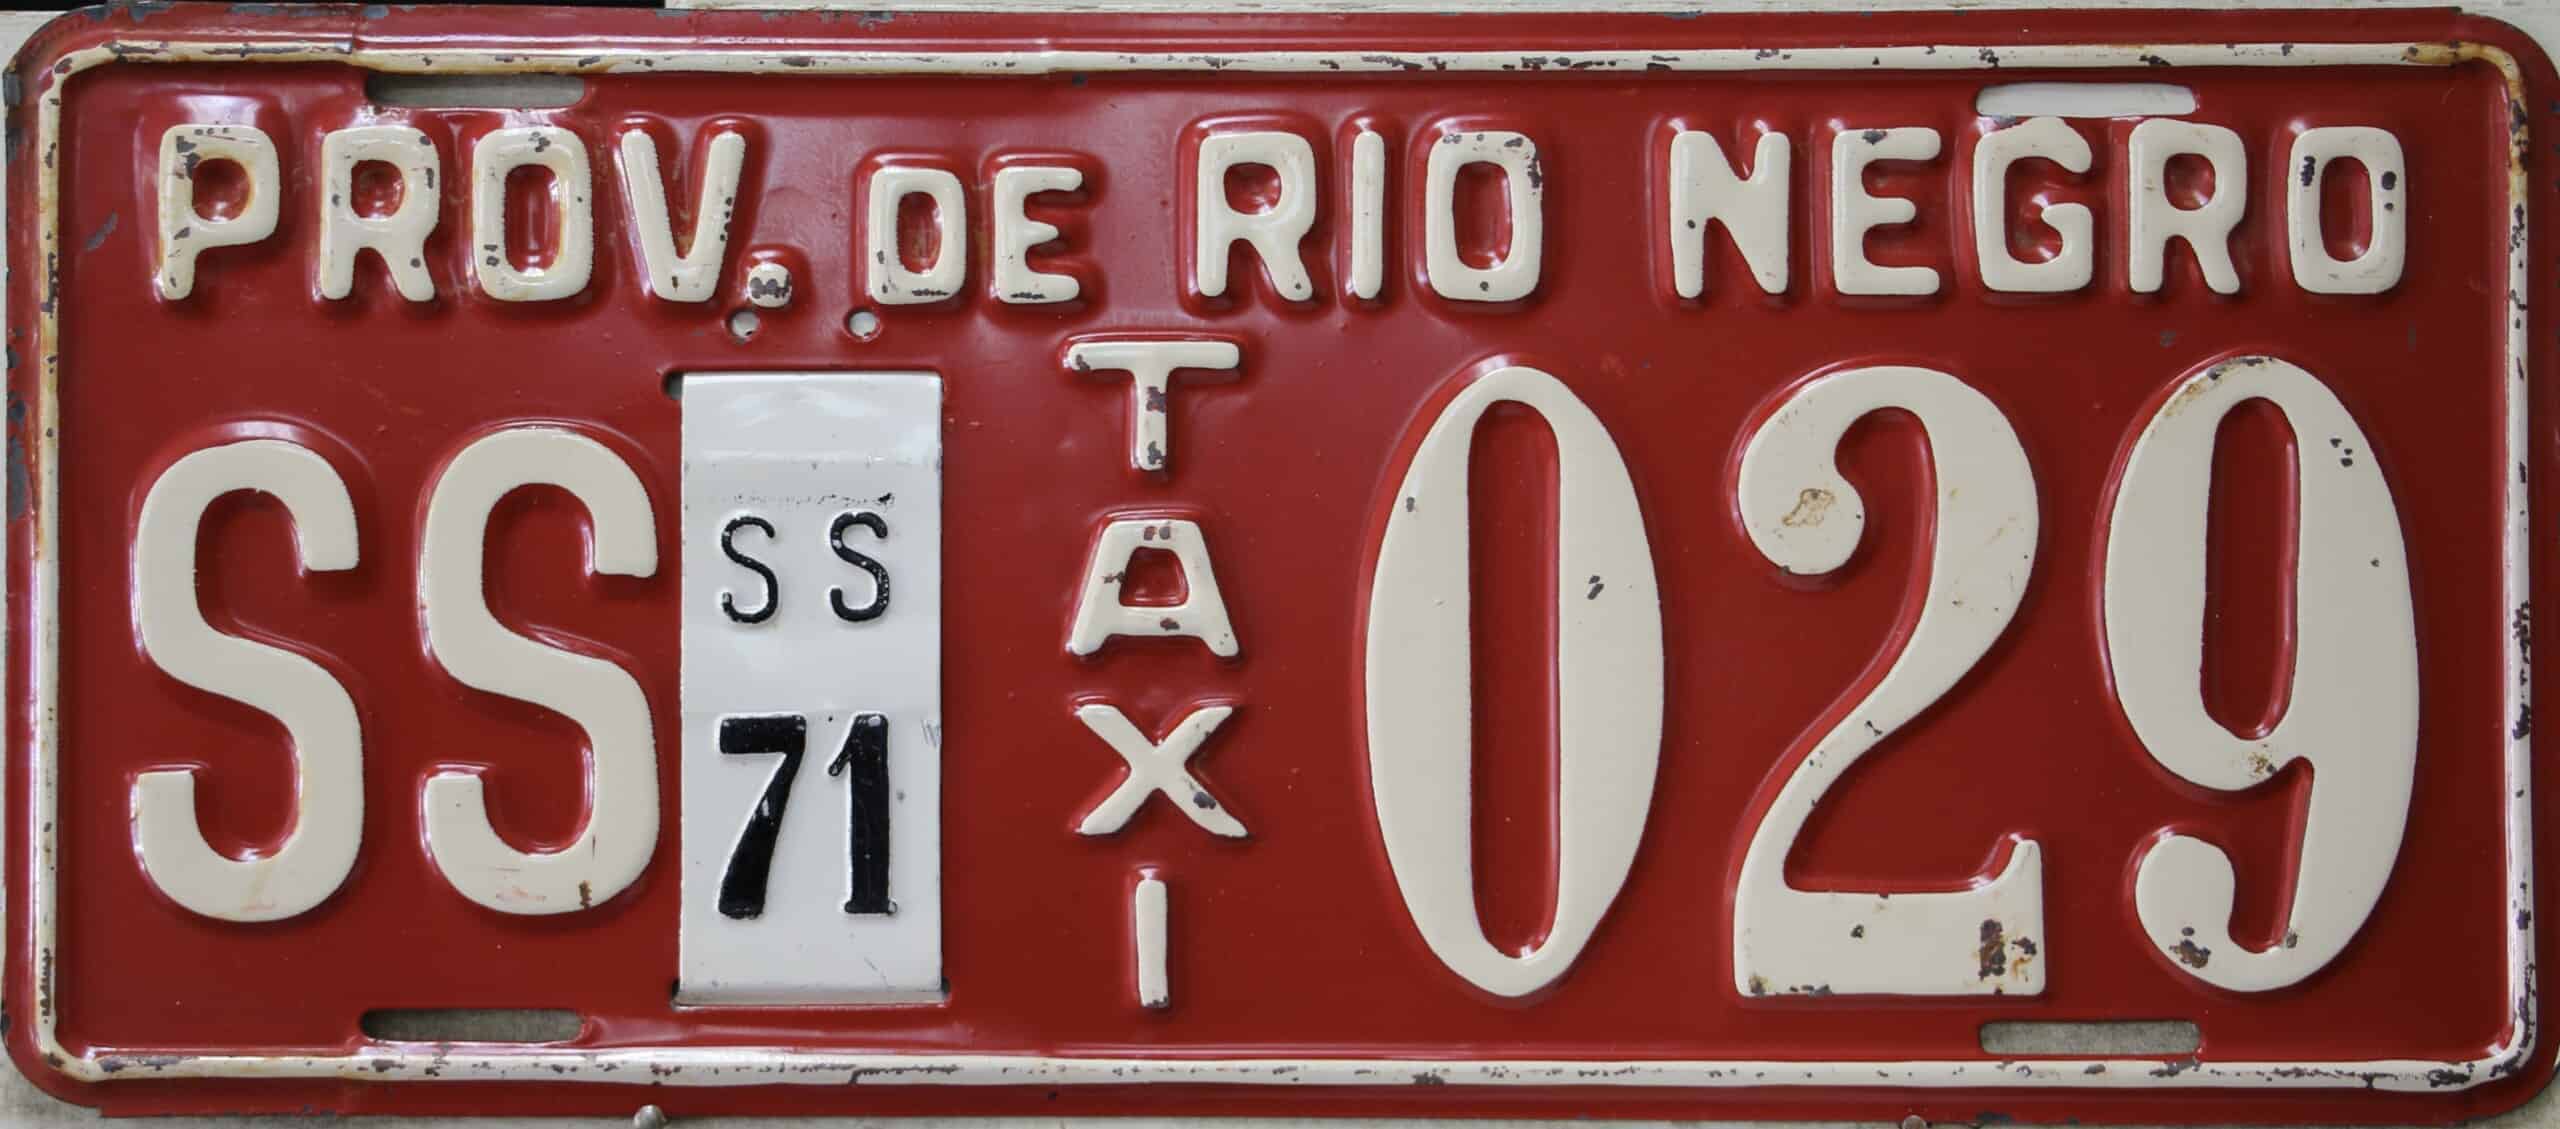 PROV. DE RIO NEGRO
SS
SS
71
TAXI
029